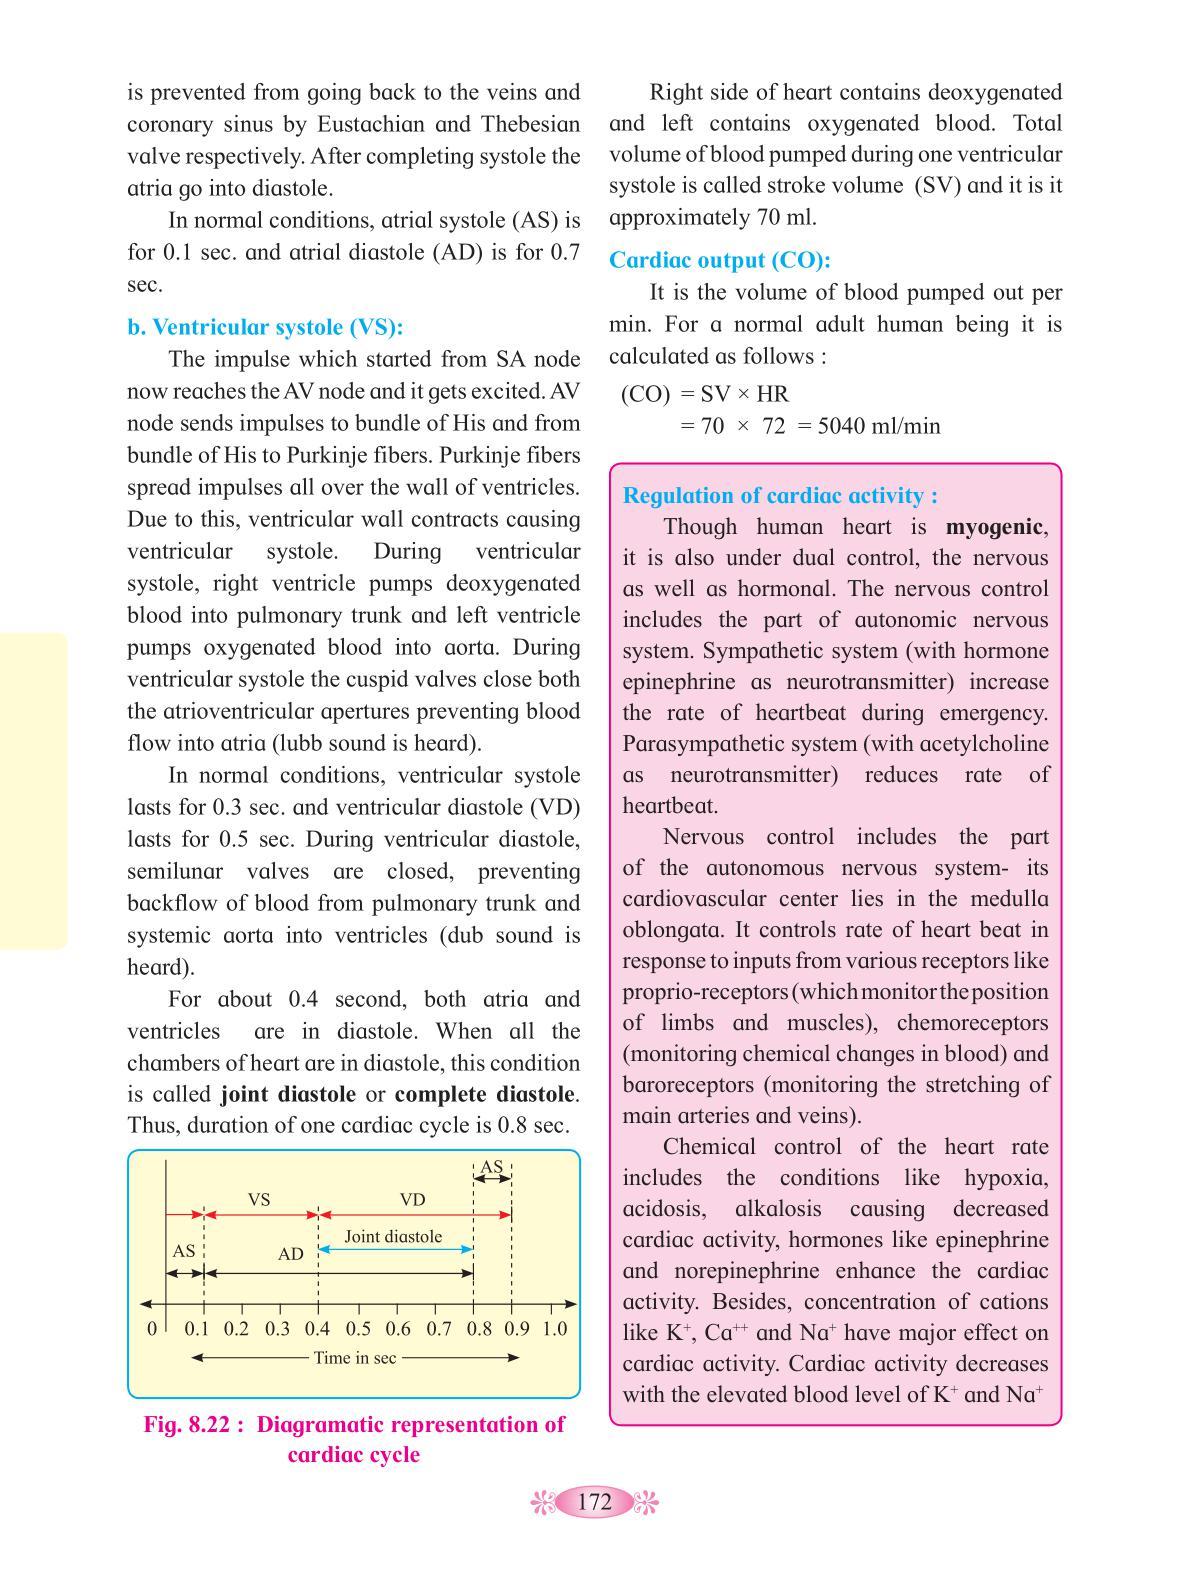 is prevented from going back to the veins and
coronary sinus by Eustachian and Thebesian
valve respectively. After completing systole the
atria go into diastole.
In normal conditions, atrial systole (AS) is
for 0.1 sec. and atrial diastole (AD) is for 0.7
sec.
b. Ventricular systole (VS):
The impulse which started from SA node
now reaches the AV node and it gets excited. AV
node sends impulses to bundle of His and from
bundle of His to Purkinje fibers. Purkinje fibers
spread impulses all over the wall of ventricles.
Due to this, ventricular wall contracts causing
ventricular systole. During ventricular
systole, right ventricle pumps deoxygenated
blood into pulmonary trunk and left ventricle
pumps oxygenated blood into aorta. During
ventricular systole the cuspid valves close both
the atrioventricular apertures preventing blood
flow into atria (lubb sound is heard).
In normal conditions, ventricular systole
lasts for 0.3 sec. and ventricular diastole (VD)
lasts for 0.5 sec. During ventricular diastole,
semilunar valves are closed, preventing
backflow of blood from pulmonary trunk and
systemic aorta into ventricles (dub sound is
heard).
For about 0.4 second, both atria and
ventricles are in diastole. When all the
chambers of heart are in diastole, this condition
is called joint diastole or complete diastole.
Thus, duration of one cardiac cycle is 0.8 sec.
AS
VS VD
Joint diastole
AS AD
0 0.1 0.2 0.3 0.4 0.5 0.6 0.7 0.8 0.9 1.0
Time in sec
Fig. 8.22 : Diagramatic representation of
cardiac cycle
Right side of heart contains deoxygenated
and left contains oxygenated blood. Total
volume of blood pumped during one ventricular
systole is called stroke volume (SV) and it is it
approximately 70 ml.
Cardiac output (CO):
It is the volume of blood pumped out per
min. For a normal adult human being it is
calculated as follows :
(CO) = SV × HR
= 70 × 72 = 5040 ml/min
Regulation of cardiac activity :
Though human heart is myogenic,
it is also under dual control, the nervous
as well as hormonal. The nervous control
includes the part of autonomic nervous
system. Sympathetic system (with hormone
epinephrine as neurotransmitter) increase
the rate of heartbeat during emergency.
Parasympathetic system (with acetylcholine
as neurotransmitter) reduces rate of
heartbeat.
Nervous control includes the part
of the autonomous nervous system- its
cardiovascular center lies in the medulla
oblongata. It controls rate of heart beat in
response to inputs from various receptors like
proprio-receptors (which monitor the position
of limbs and muscles), chemoreceptors
(monitoring chemical changes in blood) and
baroreceptors (monitoring the stretching of
main arteries and veins).
Chemical control of the heart rate
includes the conditions like hypoxia,
acidosis, alkalosis causing decreased
cardiac activity, hormones like epinephrine
and norepinephrine enhance the cardiac
activity. Besides, concentration of cations
like K⁺, Ca⁺⁺ and Na⁺ have major effect on
cardiac activity. Cardiac activity decreases
with the elevated blood level of K⁺ and Na⁺
172